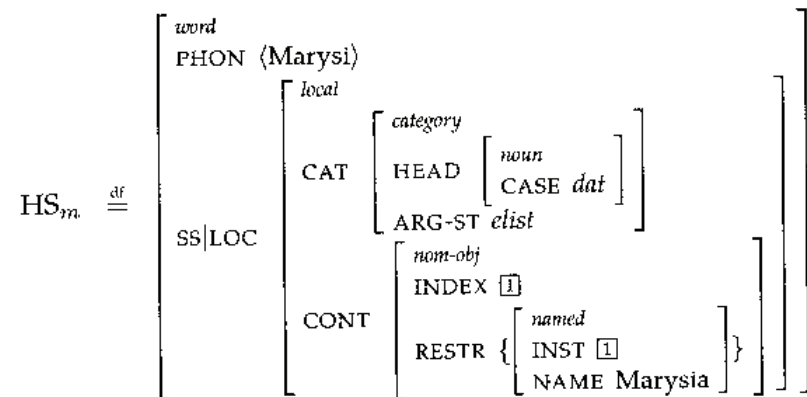 word
PHON ⟨Marysi⟩
local
category
CAT HEAD noun
CASE dat
HS_m =df SS|LOC ARG-ST elist
nom-obj
INDEX 1
CONT named
RESTR { INST 1 }
NAME Marysia